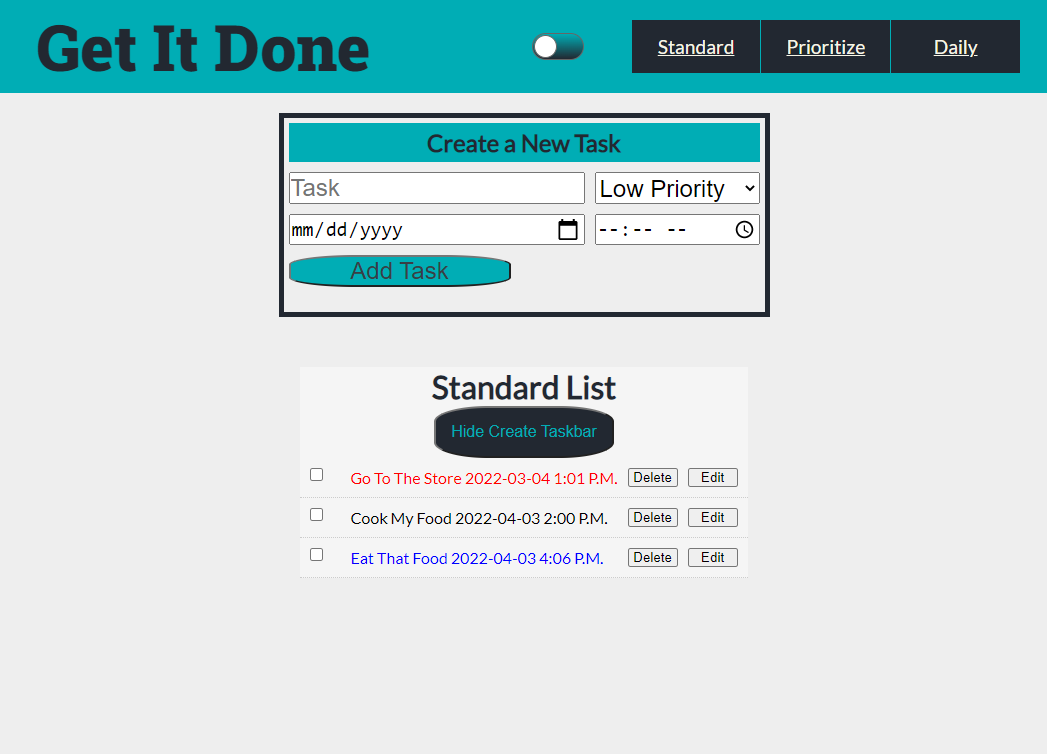 Get It Done
Standard Prioritize Daily
Create a New Task
Task Low Priority
mm/dd/yyyy --:-- --
Add Task
Standard List
Hide Create Taskbar
Go To The Store 2022-03-04 1:01 P.M. Delete Edit
Cook My Food 2022-04-03 2:00 P.M. Delete Edit
Eat That Food 2022-04-03 4:06 P.M. Delete Edit